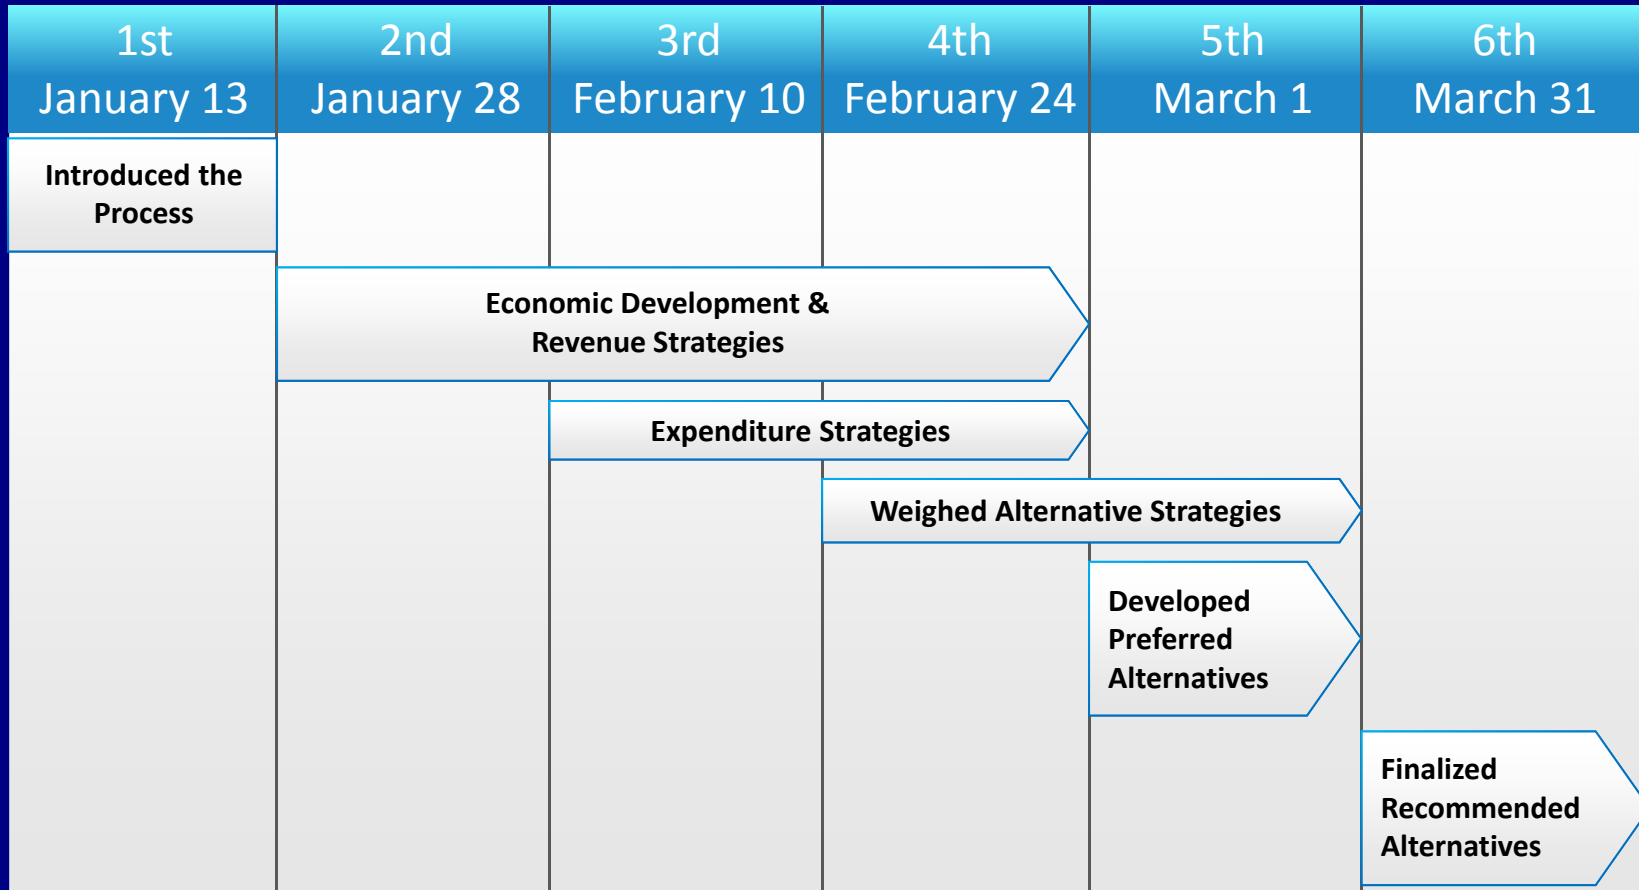 1st
January 13
2nd
January 28
3rd
February 10
4th
February 24
5th
March 1
6th
March 31
Introduced the
Process
Economic Development &
Revenue Strategies
Expenditure Strategies
Weighed Alternative Strategies
Developed
Preferred
Alternatives
Finalized
Recommended
Alternatives